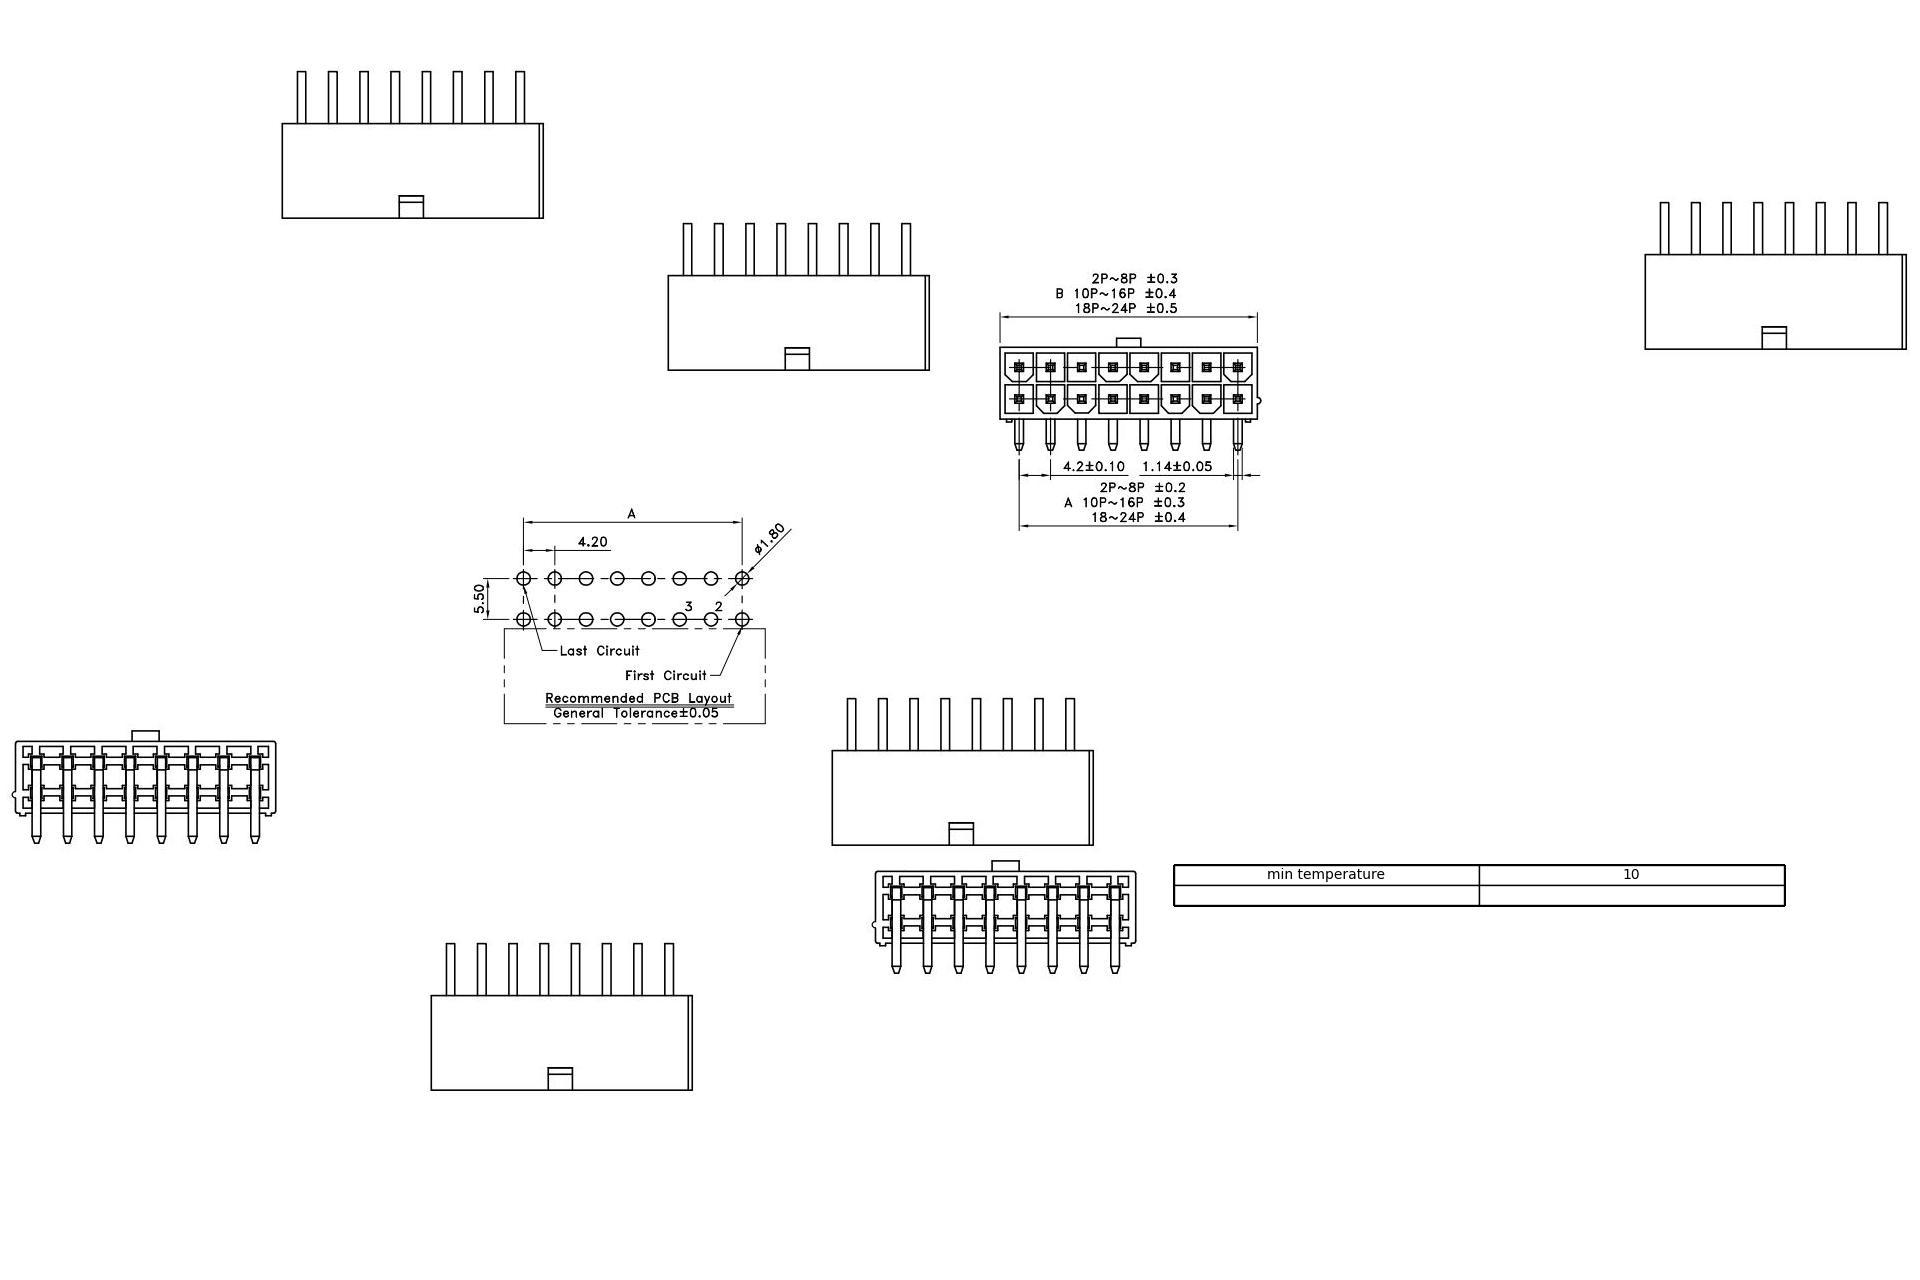 2P~8P ±0.3
B 10P~16P ±0.4
18P~24P ±0.5
4.2±0.10 1.14±0.05
2P~8P ±0.2
A 10P~16P ±0.3
18~24P ±0.4
A
4.20
ø1.80
5.50
3 2
Last Circuit
First Circuit
Recommended PCB Layout
General Tolerance±0.05
min temperature 10